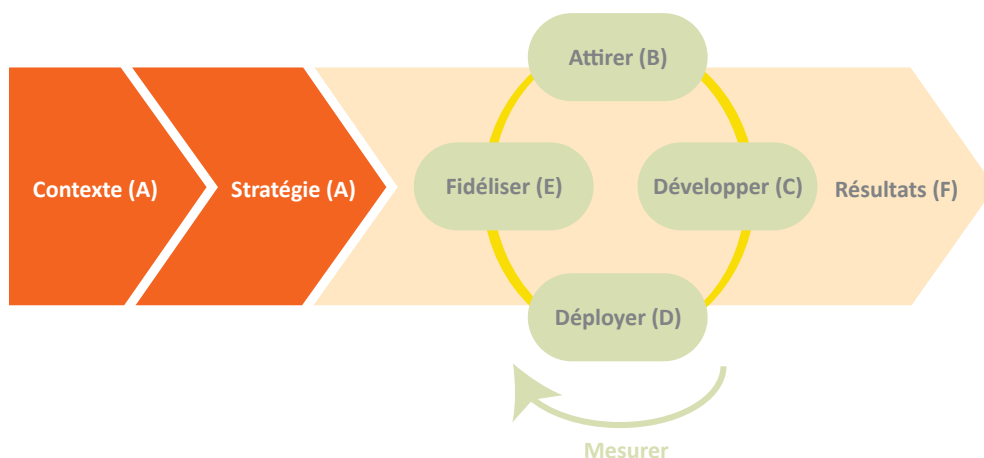 Attirer (B)
Contexte (A)
Stratégie (A)
Fidéliser (E)
Développer (C)
Résultats (F)
Déployer (D)
Mesurer